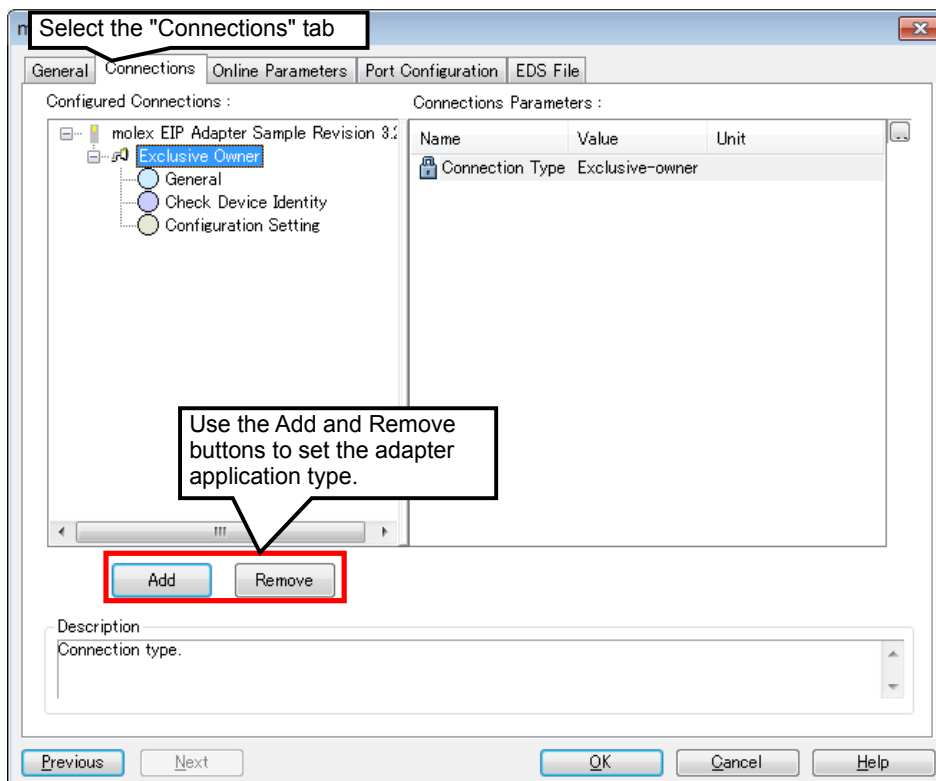 m
Select the "Connections" tab
General Connections Online Parameters Port Configuration EDS File
Configured Connections :
Connections Parameters :
molex EIP Adapter Sample Revision 3.2
Exclusive Owner
General
Check Device Identity
Configuration Setting
Name Value Unit
Connection Type Exclusive-owner
...
Use the Add and Remove
buttons to set the adapter
application type.
Add Remove
Description
Connection type.
Previous Next OK Cancel Help